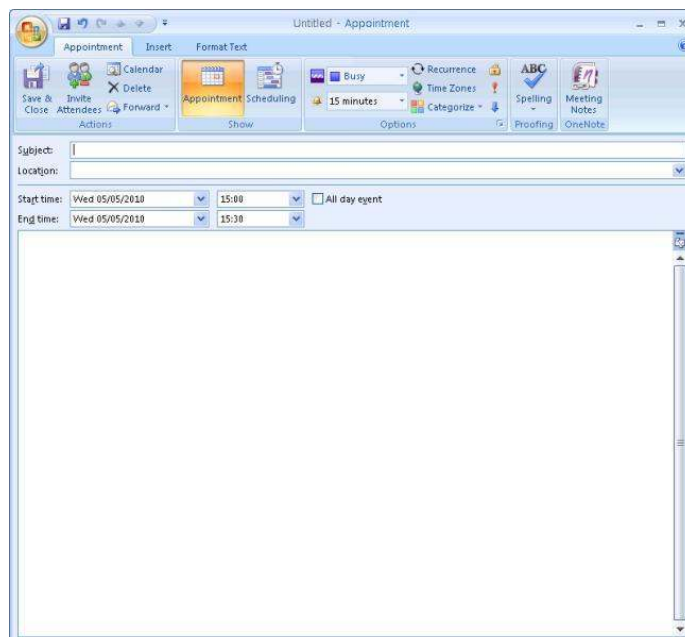 Untitled - Appointment
Appointment Insert Format Text
Save & Close
Invite Attendees
Calendar
Delete
Forward
Actions
Appointment Scheduling
Show
Busy
15 minutes
Recurrence
Time Zones
Categorize
Options
ABC
Spelling
Proofing
Meeting Notes
OneNote
Subject:
Location:
Start time: Wed 05/05/2010 15:00 All day event
End time: Wed 05/05/2010 15:30